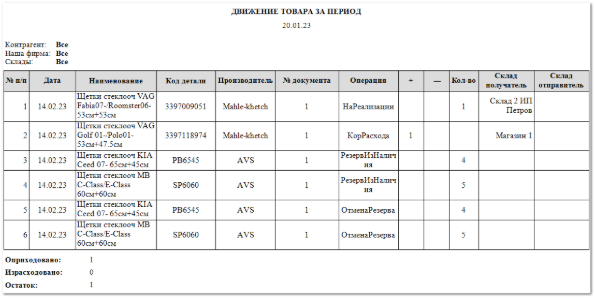 ДВИЖЕНИЕ ТОВАРА ЗА ПЕРИОД
20.01.23
Контрагент: Все
Наша фирма: Все
Склады: Все
№ п/п Дата Наименование Код детали Производитель № документа Операция + — Кол-во Склад получатель Склад отправитель
1 14.02.23 Щетки стеклооч VAG Fabia07-/Roomster06- 53см+53см 3397009051 Mahle-khetch 1 НаРеализации 1 Склад 2 ИП Петров
2 14.02.23 Щетки стеклооч VAG Golf 01-/Polo01- 53см+47.5см 3397118974 Mahle-khetch 1 КорРасхода 1 Магазин 1
3 14.02.23 Щетки стеклооч KIA Ceed 07- 65см+45см PB6545 AVS 1 РезервИзНаличия 4
4 14.02.23 Щетки стеклооч MB C-Class/E-Class 60см+60см SP6060 AVS 1 РезервИзНаличия 5
5 14.02.23 Щетки стеклооч KIA Ceed 07- 65см+45см PB6545 AVS 1 ОтменаРезерва 4
6 14.02.23 Щетки стеклооч MB C-Class/E-Class 60см+60см SP6060 AVS 1 ОтменаРезерва 5
Оприходовано: 1
Израсходовано: 0
Остаток: 1